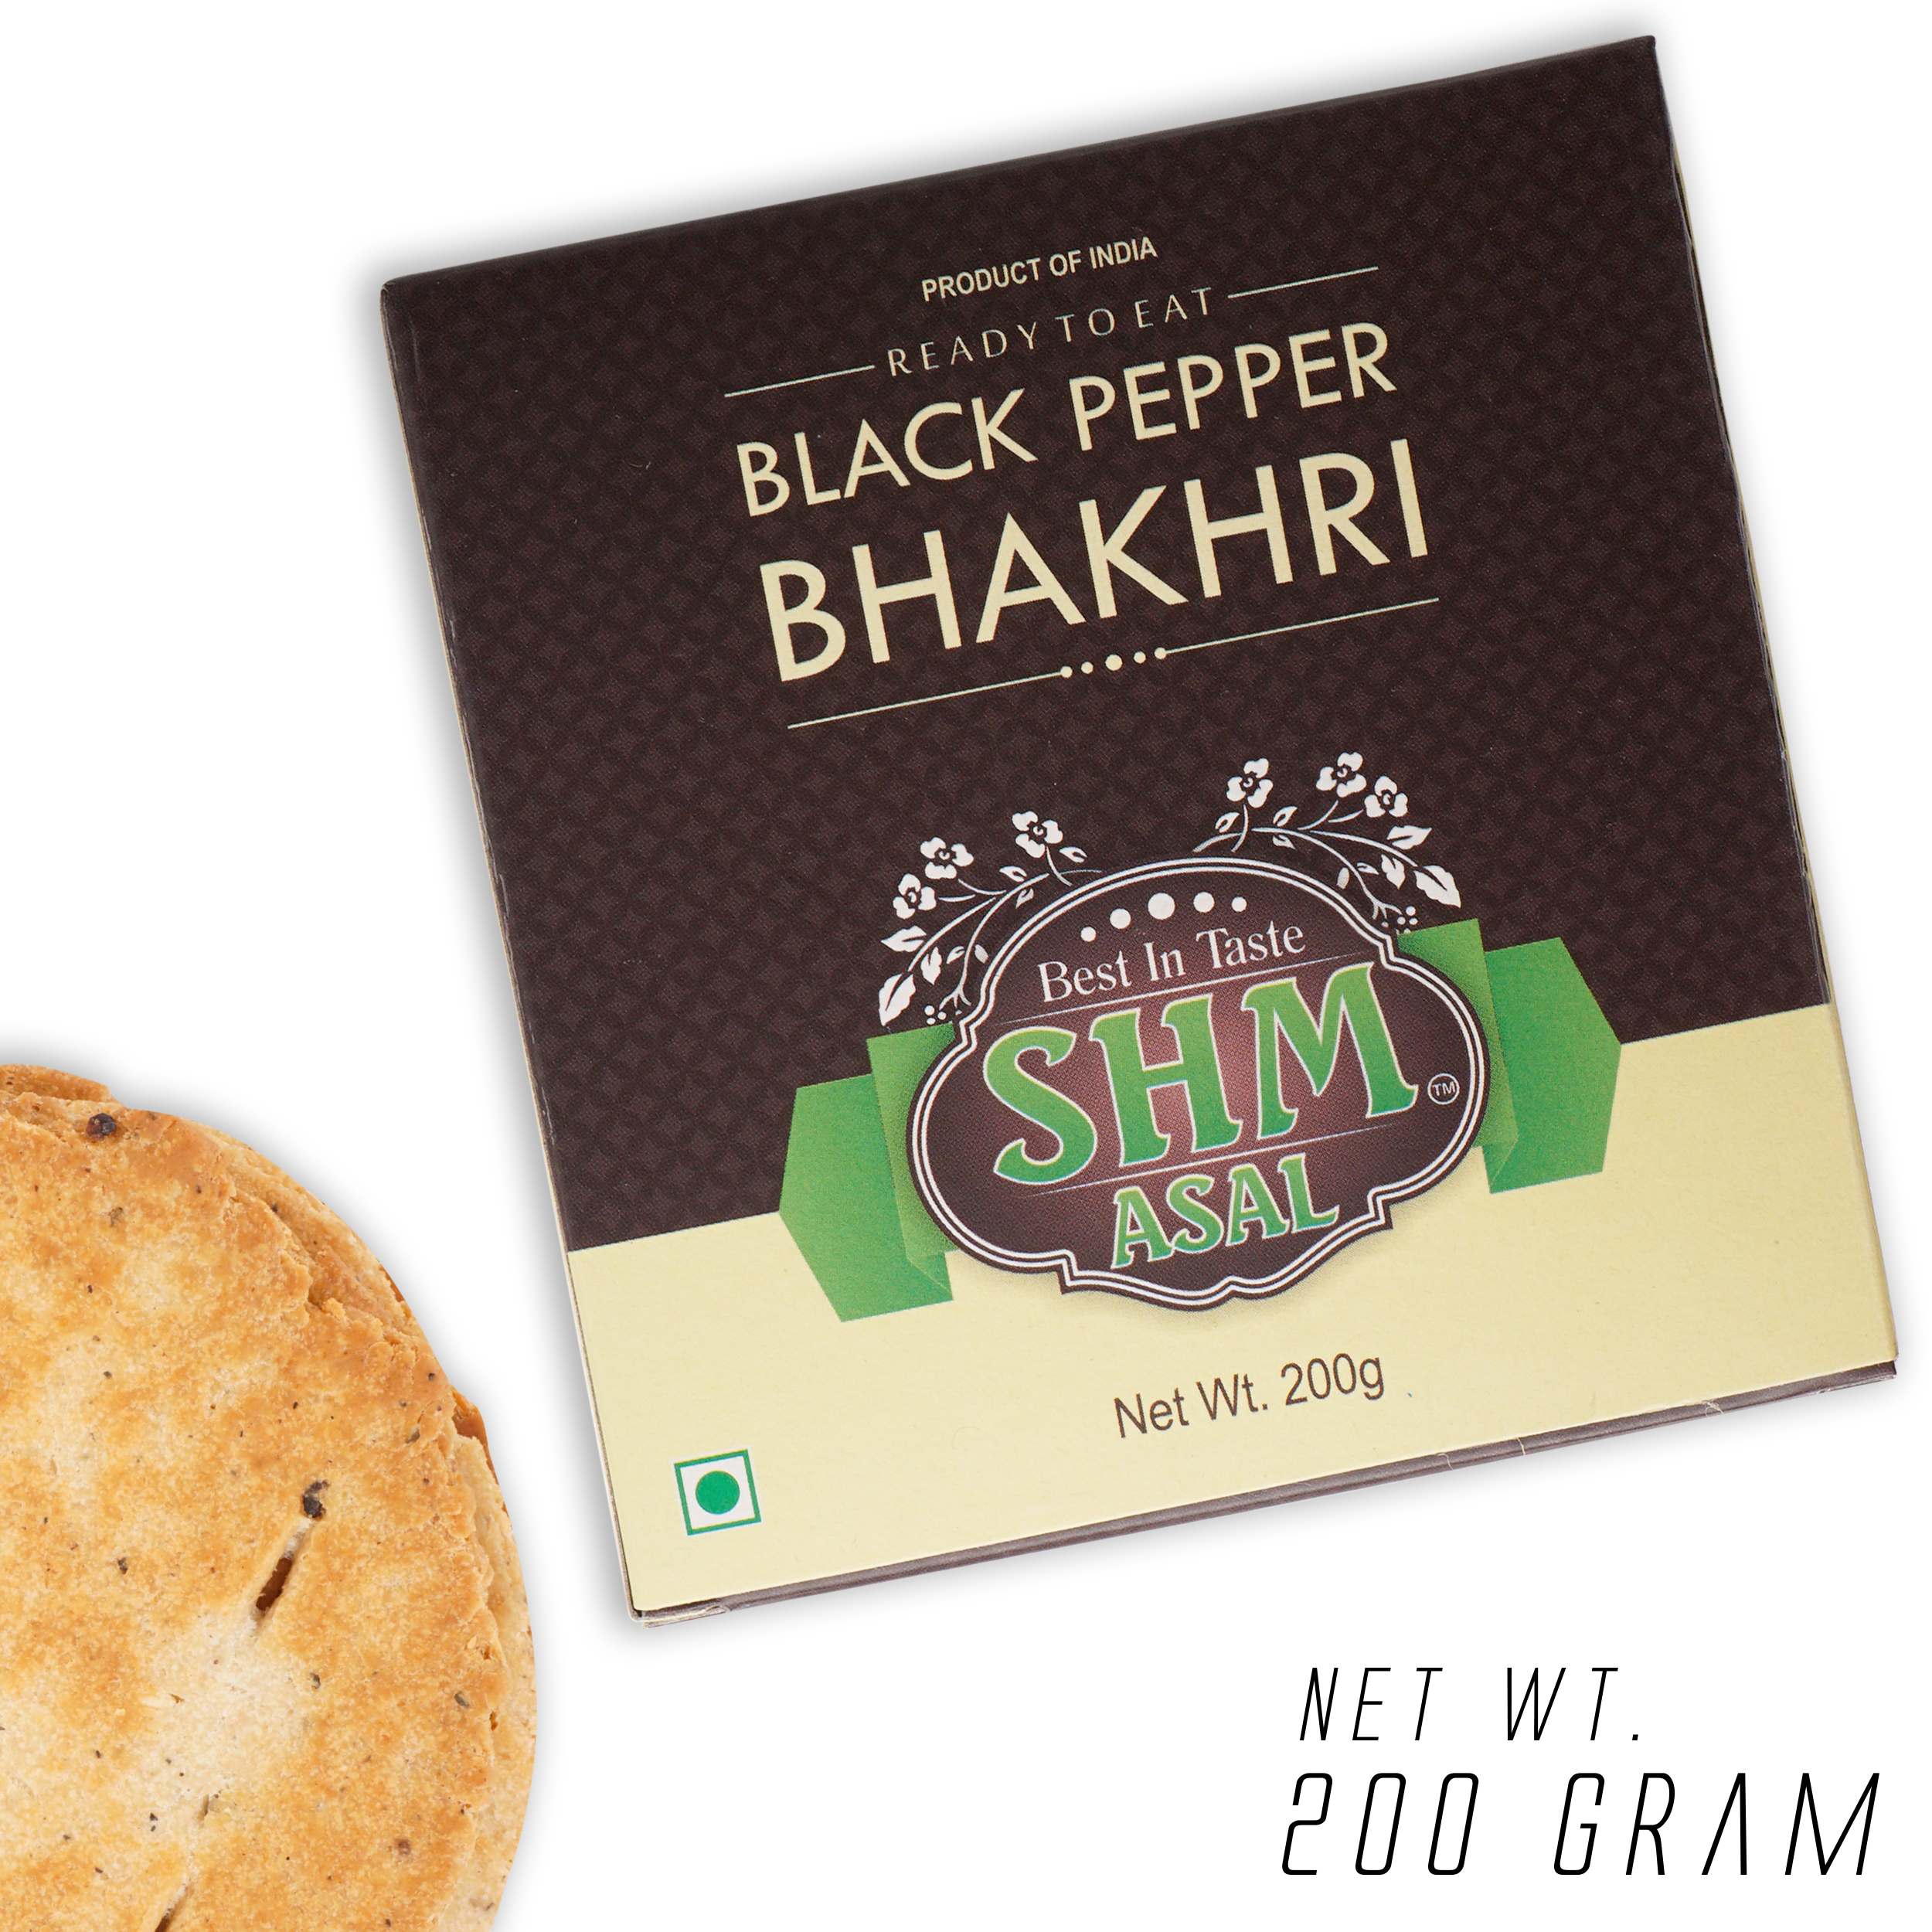 PRODUCT OF INDIA
READY TO EAT
BLACK PEPPER
BHAKHRI
Best In Taste
SHM
TM
ASAL
Net Wt. 200g
NET WT.
200 GRAM